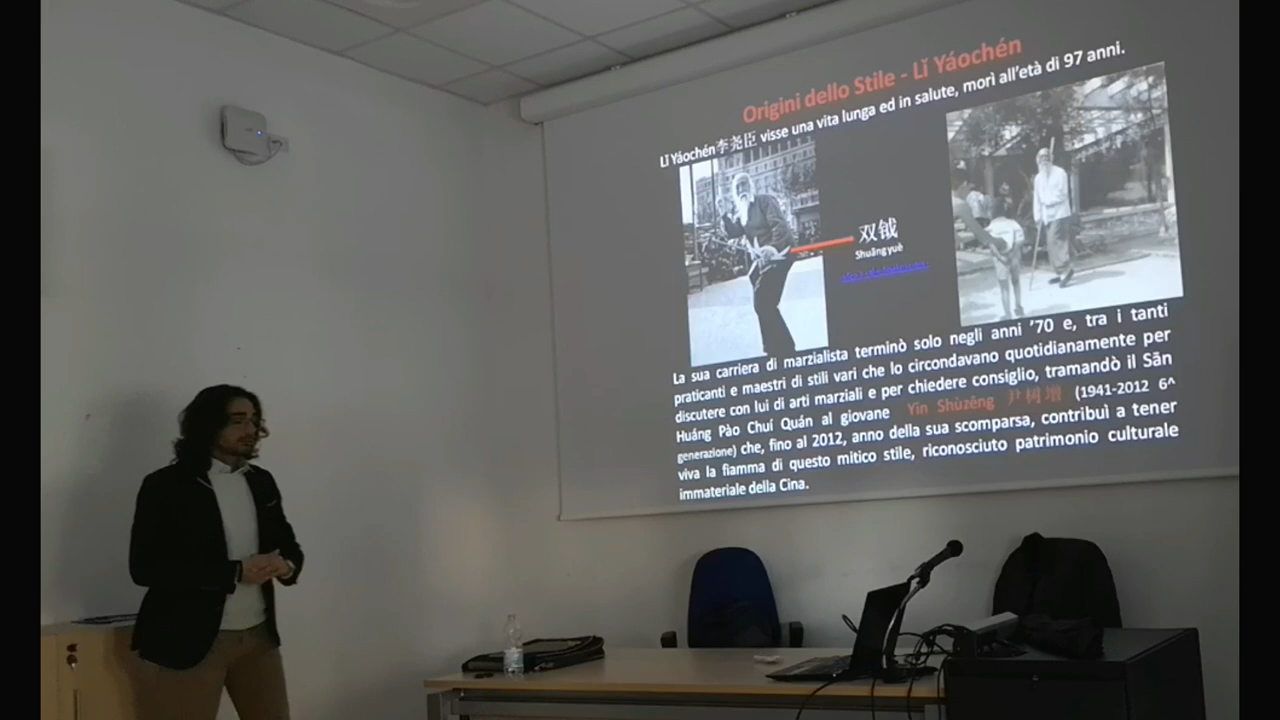 Origini dello Stile - Lǐ Yáochén
Lǐ Yáochén李尧臣 visse una vita lunga ed in salute, morì all'età di 97 anni.
双钺
Shuāng yuè
La sua carriera di marzialista terminò solo negli anni '70 e, tra i tanti
praticanti e maestri di stili vari che lo circondavano quotidianamente per
discutere con lui di arti marziali e per chiedere consiglio, tramandò il Sān
Huáng Pào Chuí Quán al giovane Yǐn Shùzēng 尹树增 (1941-2012 6^
generazione) che, fino al 2012, anno della sua scomparsa, contribuì a tener
viva la fiamma di questo mitico stile, riconosciuto patrimonio culturale
immateriale della Cina.